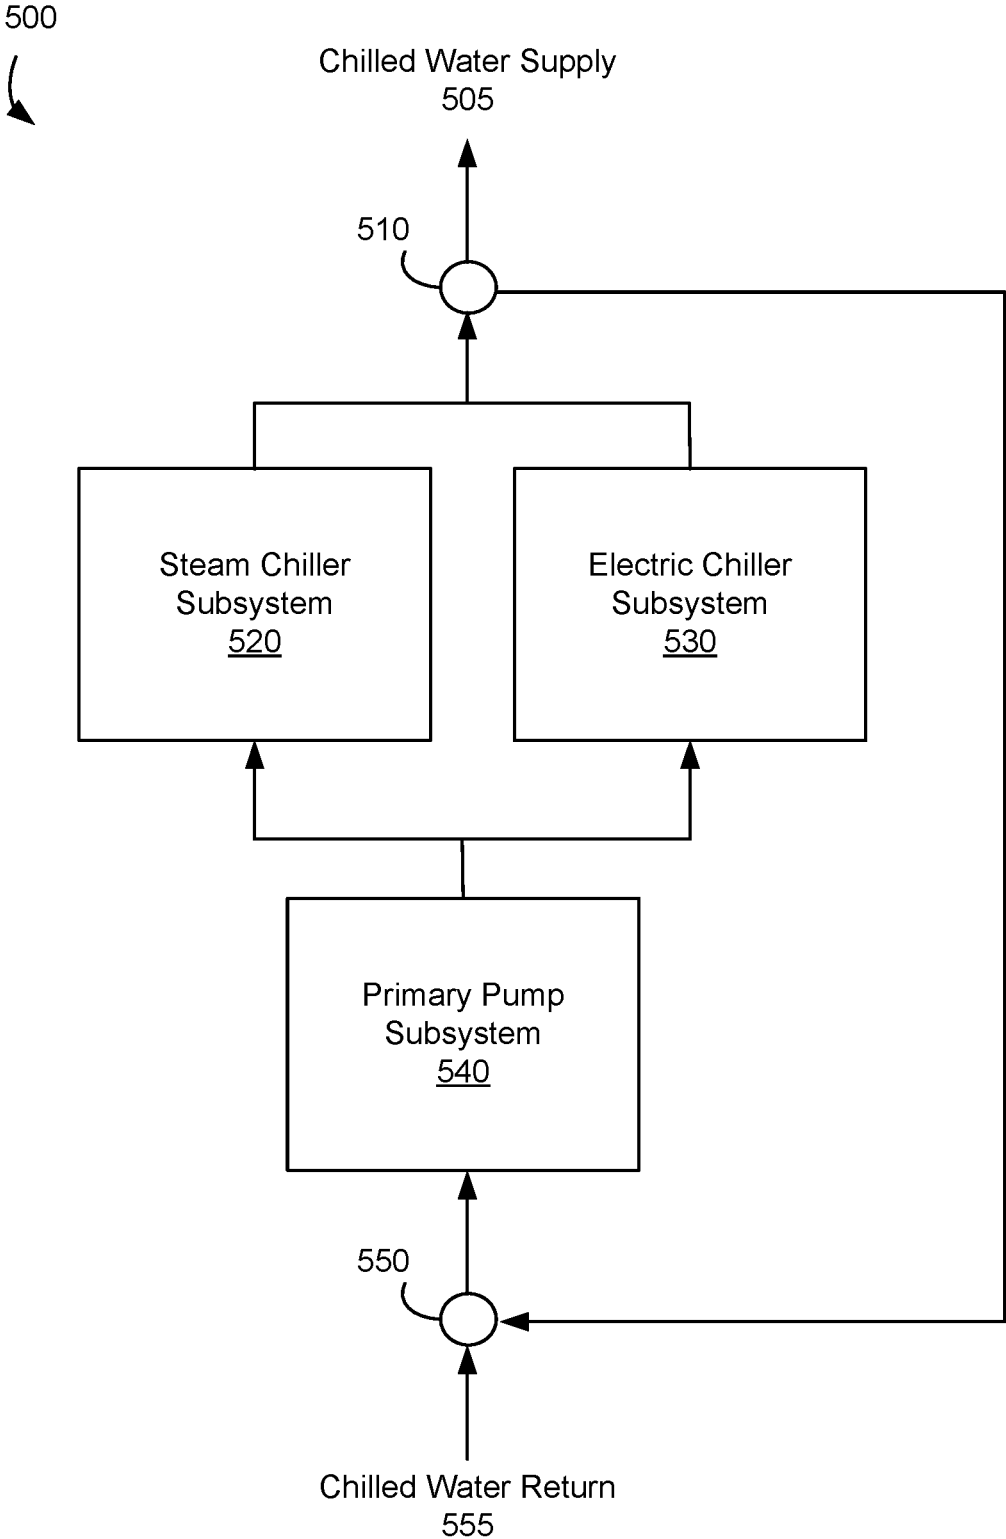 500
Chilled Water Supply
505
510
Steam Chiller
Subsystem
520
Electric Chiller
Subsystem
530
Primary Pump
Subsystem
540
550
Chilled Water Return
555